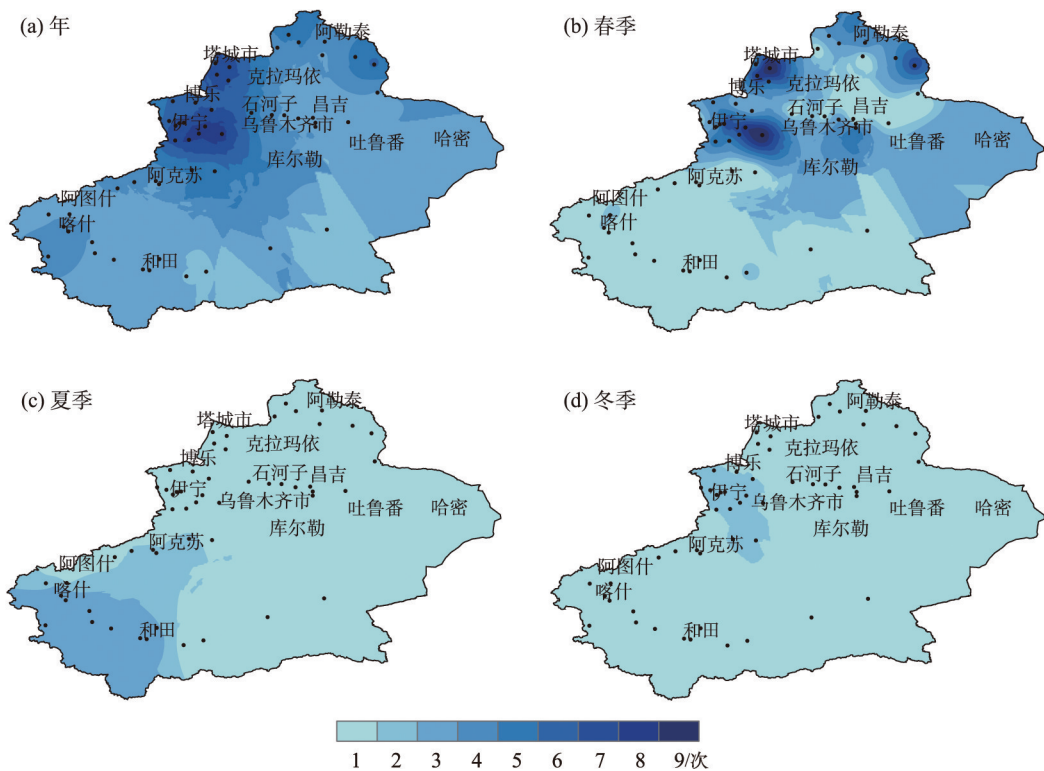 (a) 年
阿勒泰
塔城市
克拉玛依
博乐
石河子 昌吉
伊宁
乌鲁木齐市
吐鲁番 哈密
库尔勒
阿克苏
阿图什
喀什
和田
(b) 春季
阿勒泰
塔城市
克拉玛依
博乐
石河子 昌吉
伊宁
乌鲁木齐市
吐鲁番 哈密
库尔勒
阿克苏
阿图什
喀什
和田
(c) 夏季
阿勒泰
塔城市
克拉玛依
博乐
石河子 昌吉
伊宁
乌鲁木齐市
吐鲁番 哈密
库尔勒
阿克苏
阿图什
喀什
和田
(d) 冬季
阿勒泰
塔城市
克拉玛依
博乐
石河子 昌吉
伊宁
乌鲁木齐市
吐鲁番 哈密
库尔勒
阿克苏
阿图什
喀什
和田
1 2 3 4 5 6 7 8 9/次